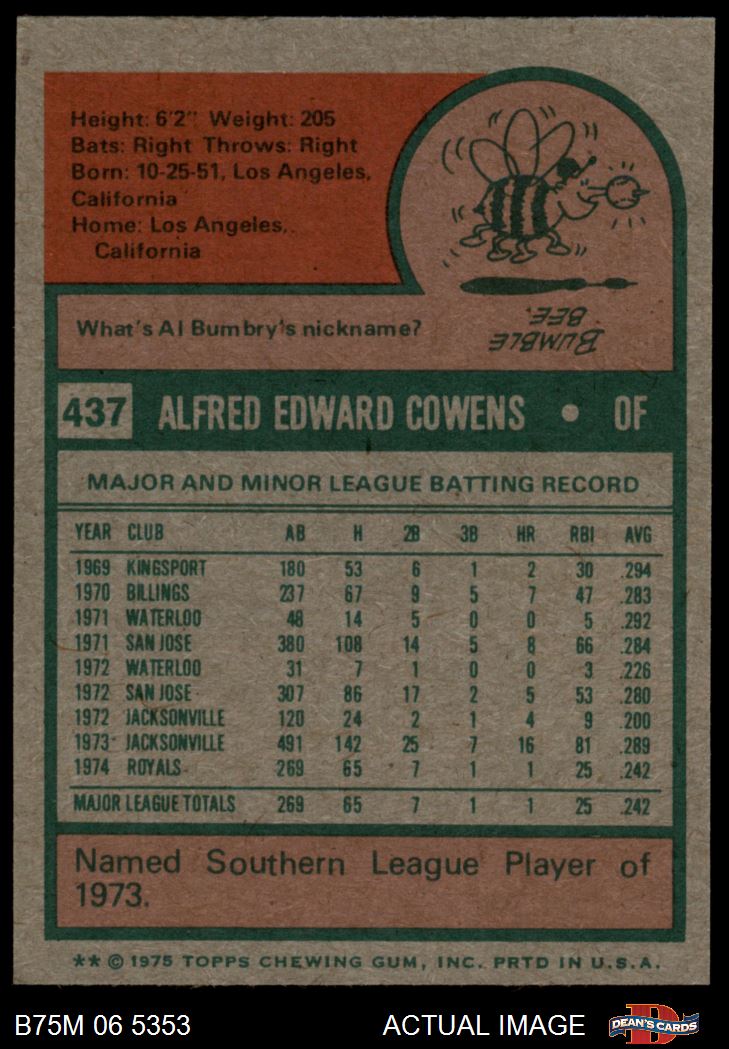 Height: 6'2" Weight: 205
Bats: Right Throws: Right
Born: 10-25-51, Los Angeles,
California
Home: Los Angeles,
California
What's Al Bumbry's nickname?
BUMBLE
BEE.
437 ALFRED EDWARD COWENS • OF
MAJOR AND MINOR LEAGUE BATTING RECORD
YEAR CLUB AB H 2B 3B HR RBI AVG
1969 KINGSPORT 180 53 6 1 2 30 .294
1970 BILLINGS 237 67 9 5 7 47 .283
1971 WATERLOO 48 14 5 0 0 5 .292
1971 SAN JOSE 380 108 14 5 8 66 .284
1972 WATERLOO 31 7 1 0 0 3 .226
1972 SAN JOSE 307 86 17 2 5 53 .280
1972 JACKSONVILLE 120 24 2 1 4 9 .200
1973 JACKSONVILLE 491 142 25 7 16 81 .289
1974 ROYALS 269 65 7 1 1 25 .242
MAJOR LEAGUE TOTALS 269 65 7 1 1 25 .242
Named Southern League Player of
1973.
** © 1975 TOPPS CHEWING GUM, INC. PRTD IN U.S.A.
B75M 06 5353 ACTUAL IMAGE DEAN'S CARDS